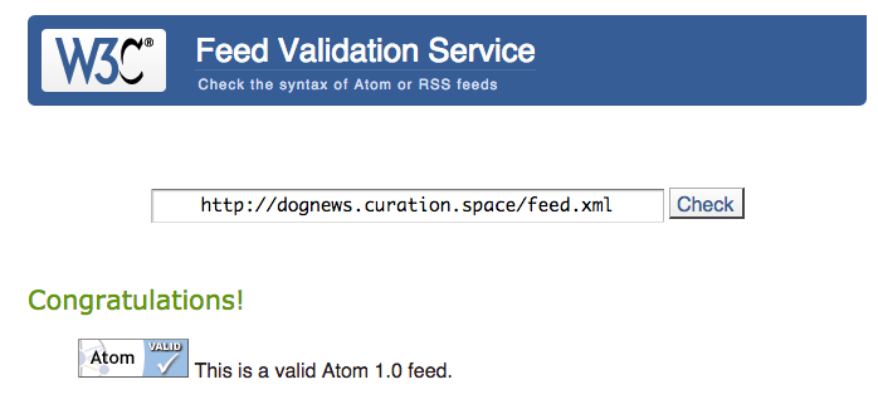 W3C®
Feed Validation Service
Check the syntax of Atom or RSS feeds
http://dognews.curation.space/feed.xml
Check
Congratulations!
Atom VALID
This is a valid Atom 1.0 feed.